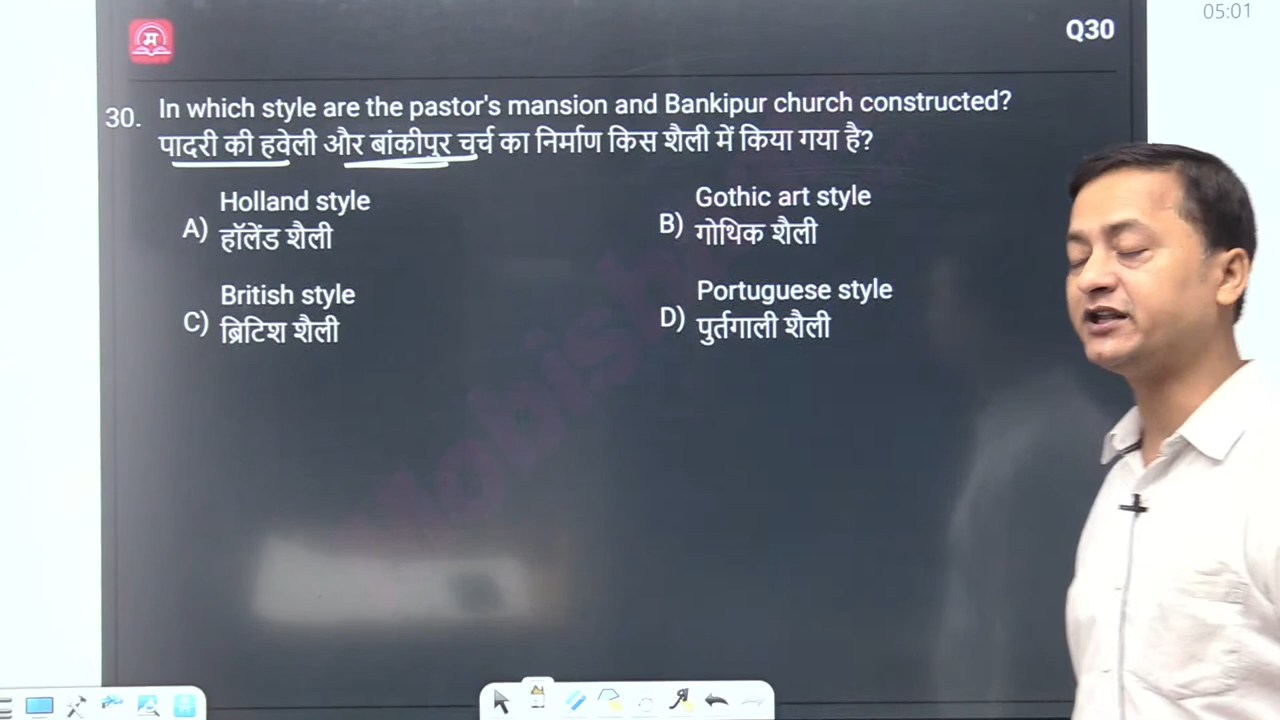 05:01
म
Q30
30. In which style are the pastor's mansion and Bankipur church constructed?
पादरी की हवेली और बांकीपुर चर्च का निर्माण किस शैली में किया गया है?
A) Holland style
हॉलेंड शैली
B) Gothic art style
गोथिक शैली
C) British style
ब्रिटिश शैली
D) Portuguese style
पुर्तगाली शैली